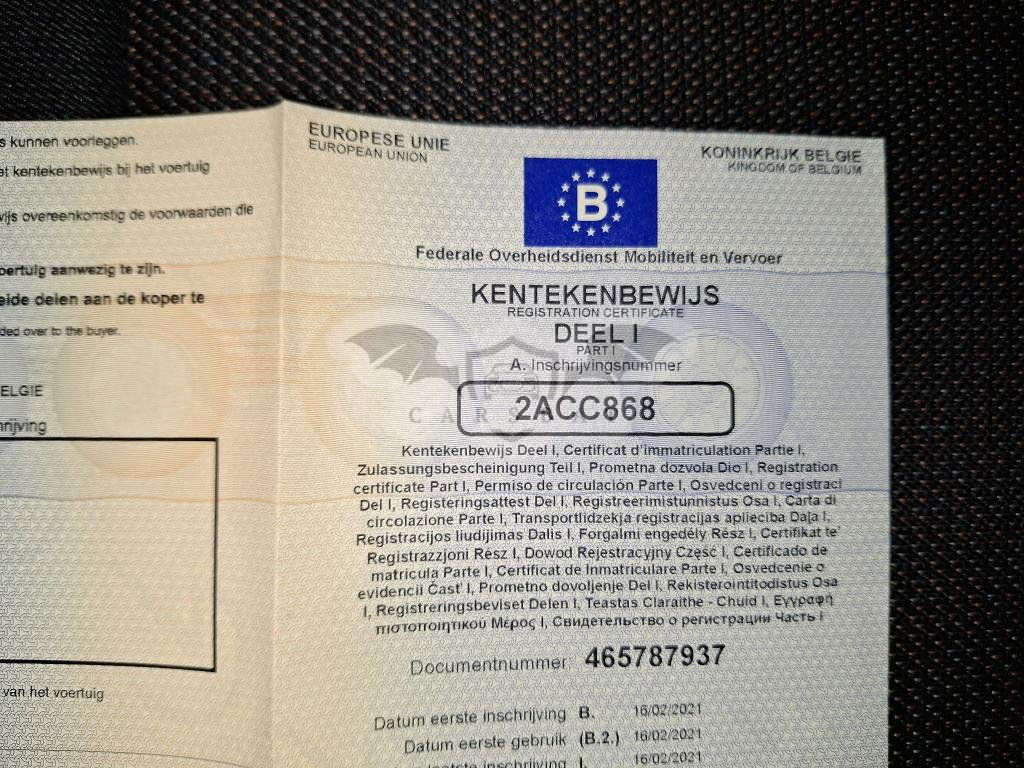 s kunnen voorleggen.
et kentekenbewijs bij het voertuig
wijs overeenkomstig de voorwaarden die
oertuig aanwezig te zijn.
eide delen aan de koper te
ded over to the buyer.
ELGIE
hrijving
van het voertuig
EUROPESE UNIE
EUROPEAN UNION
KONINKRIJK BELGIE
KINGDOM OF BELGIUM
B
Federale Overheidsdienst Mobiliteit en Vervoer
KENTEKENBEWIJS
REGISTRATION CERTIFICATE
DEEL I
PART I
A. Inschrijvingsnummer
2ACC868
Kentekenbewijs Deel I, Certificat d'immatriculation Partie I,
Zulassungsbescheinigung Teil I, Prometna dozvola Dio I, Registration
certificate Part I, Permiso de circulación Parte I, Osvedceni o registraci
Del I, Registeringsattest Del I, Registreerimistunnistus Osa I, Carta di
circolazione Parte I, Transportlidzekja registracijas aplieciba Daļa I,
Registracijos liudijimas Dalis I, Forgalmi engedély Rész I, Certifikat te'
Registrazzjoni Rész I, Dowod Rejestracyjny Część I, Certificado de
matricula Parte I, Certificat de Inmatriculare Parte I, Osvedcenie o
evidencii Čast' I, Prometno dovoljenje Del I, Rekisterointitodistus Osa
I, Registreringsbeviset Delen I, Teastas Claraithe - Chuid I, Εγγραφή
πιστοποιητικού Μέρος I, Свидетельство о регистрации Часть I
Documentnummer: 465787937
Datum eerste inschrijving B. 16/02/2021
Datum eerste gebruik (B.2.) 16/02/2021
inschrijving I. 16/02/2021